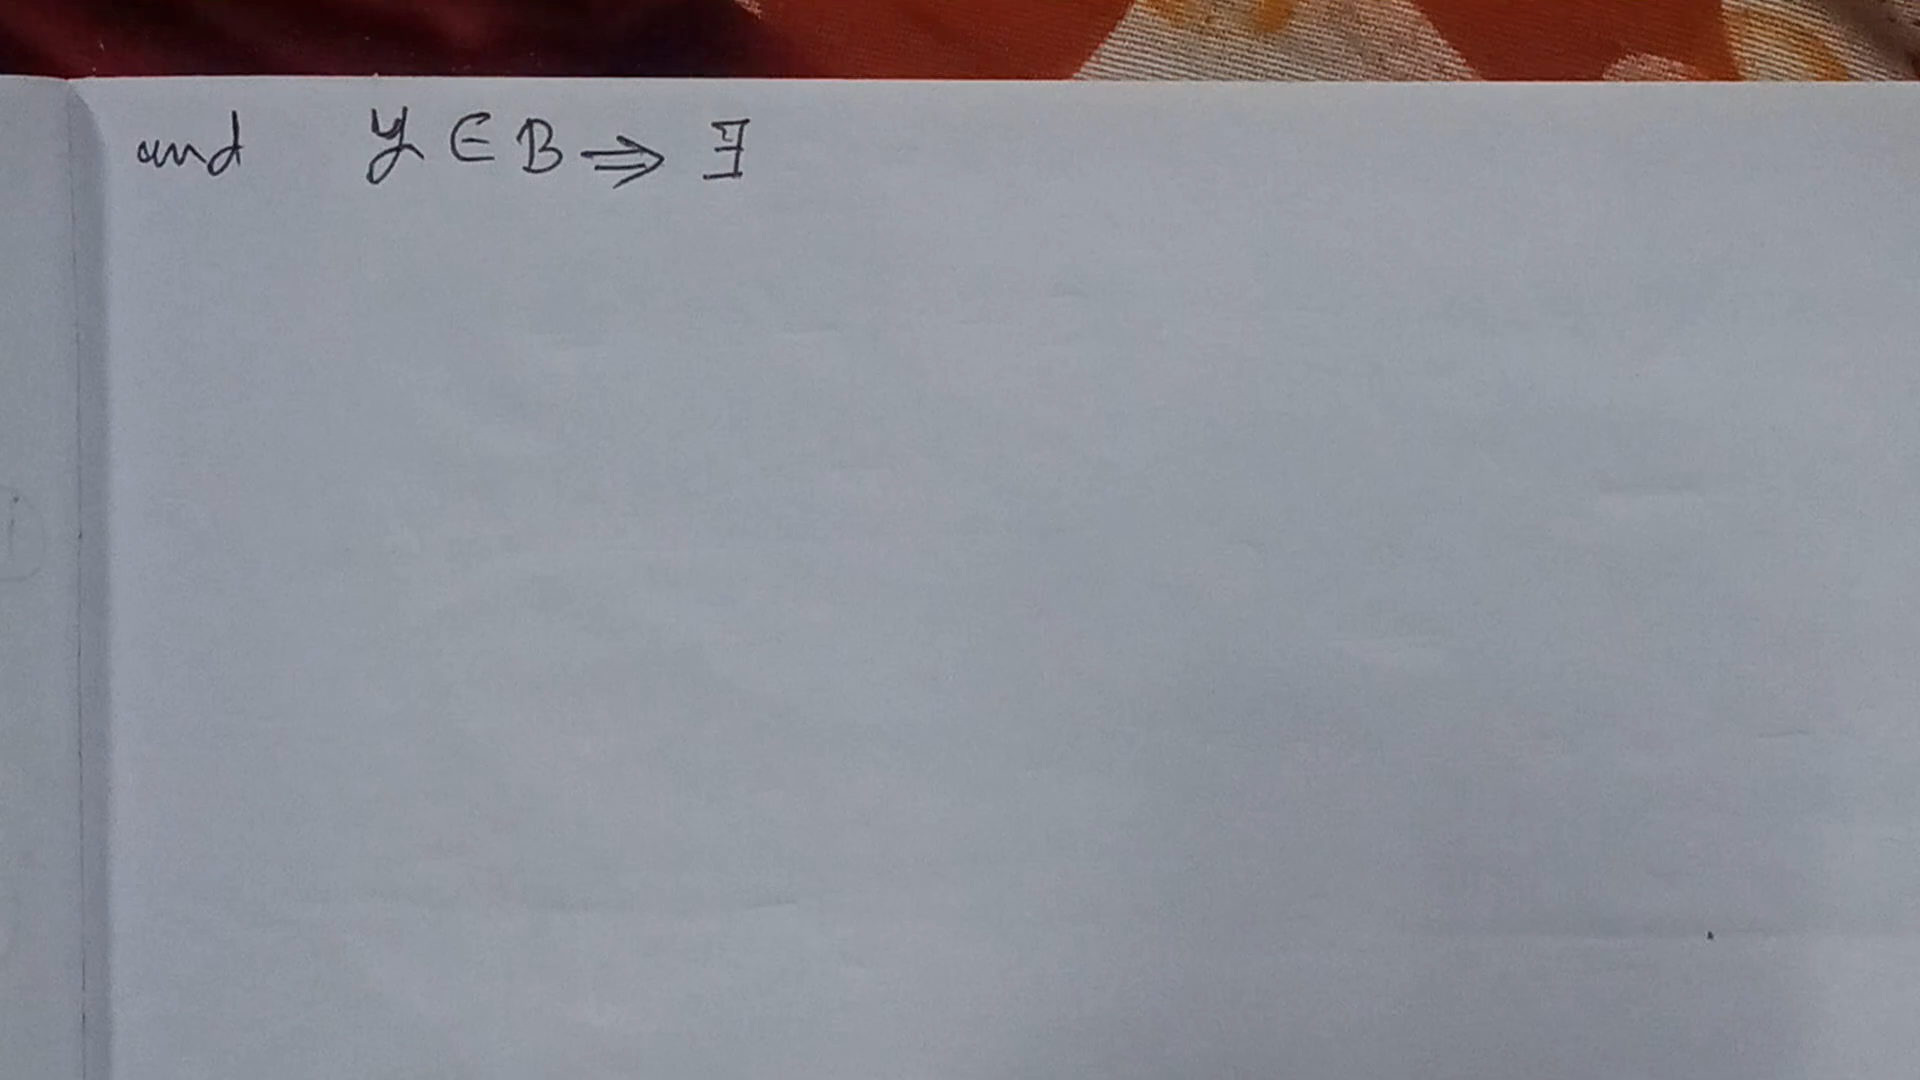 and y ∈ B ⇒ ∃